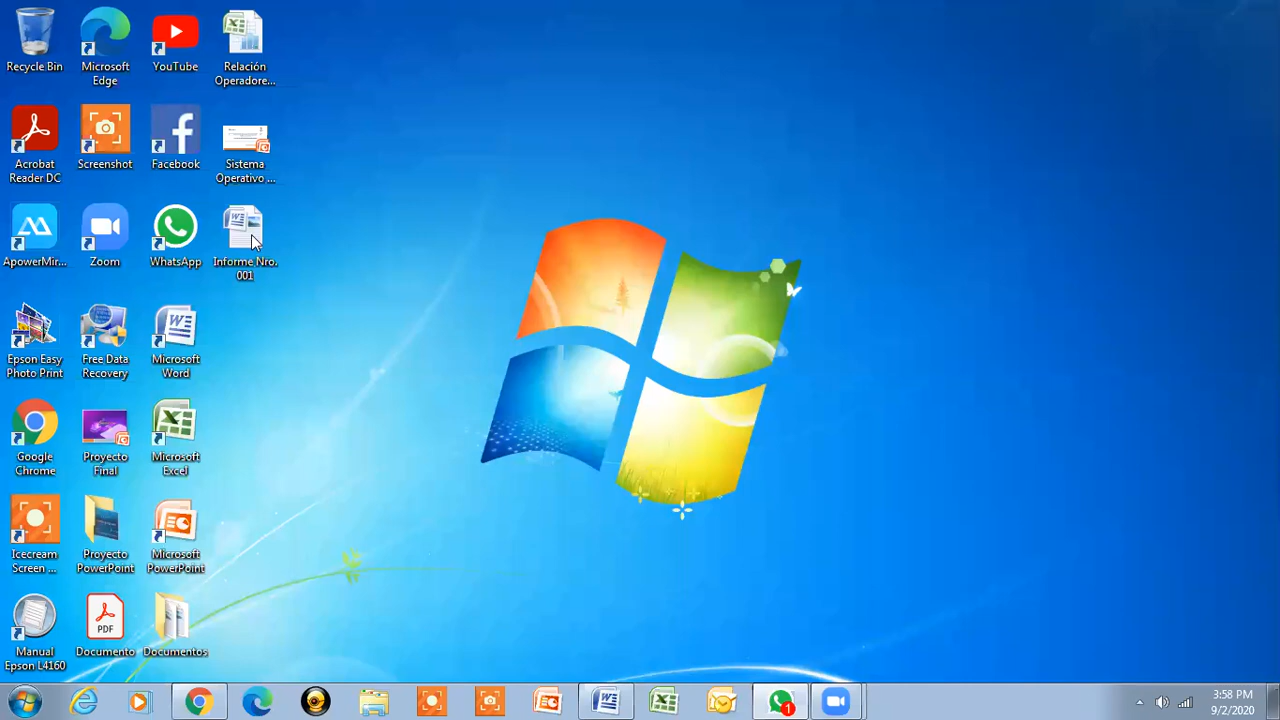 Recycle Bin
Microsoft
Edge
YouTube
Relación
Operadore...
Acrobat
Reader DC
Screenshot
Facebook
Sistema
Operativo ...
ApowerMir...
Zoom
WhatsApp
Informe Nro.
001
Epson Easy
Photo Print
Free Data
Recovery
Microsoft
Word
Google
Chrome
Proyecto
Final
Microsoft
Excel
Icecream
Screen ...
Proyecto
PowerPoint
Microsoft
PowerPoint
PDF
Manual
Epson L4160
Documento
Documentos
1
3:58 PM
9/2/2020